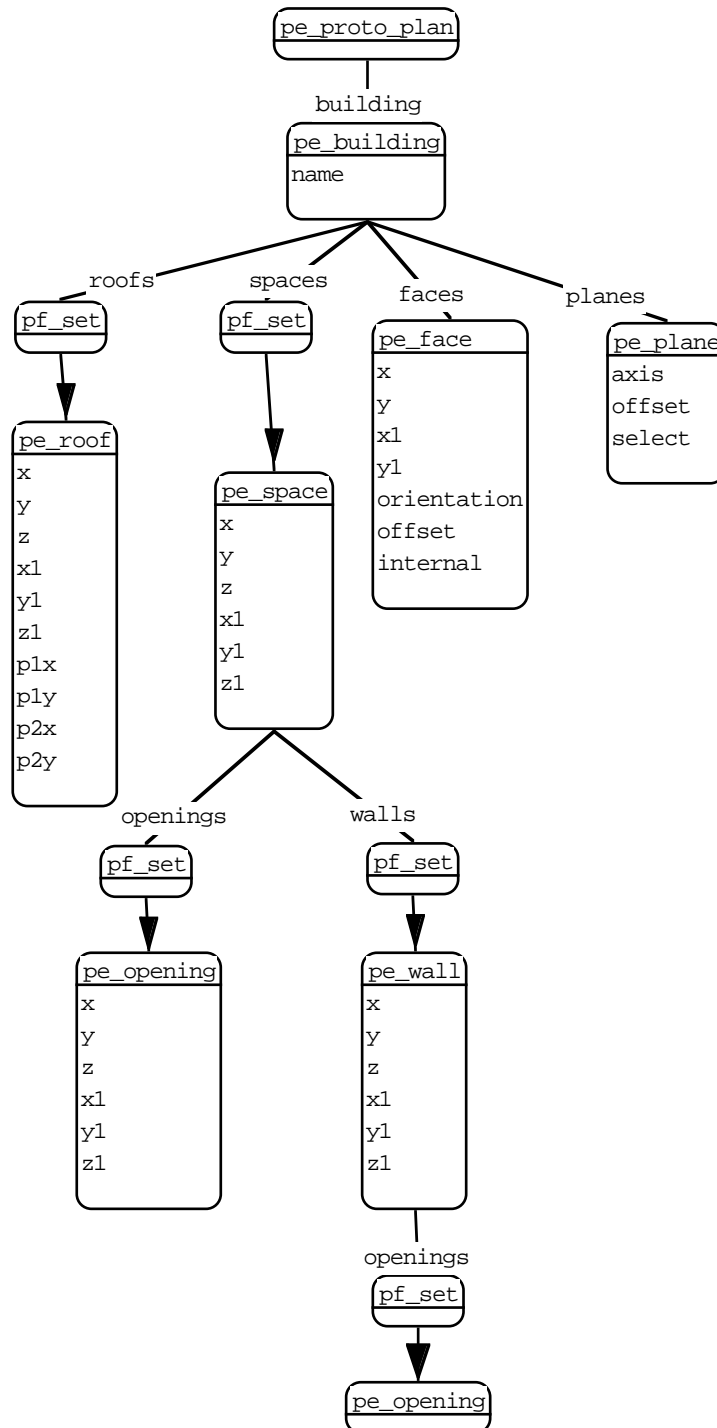 pe_proto_plan
building
pe_building
name
roofs
spaces
faces
planes
pf_set
pf_set
pe_face
x
y
x1
y1
orientation
offset
internal
pe_plane
axis
offset
select
pe_roof
x
y
z
x1
y1
z1
p1x
p1y
p2x
p2y
pe_space
x
y
z
x1
y1
z1
openings
walls
pf_set
pf_set
pe_opening
x
y
z
x1
y1
z1
pe_wall
x
y
z
x1
y1
z1
openings
pf_set
pe_opening